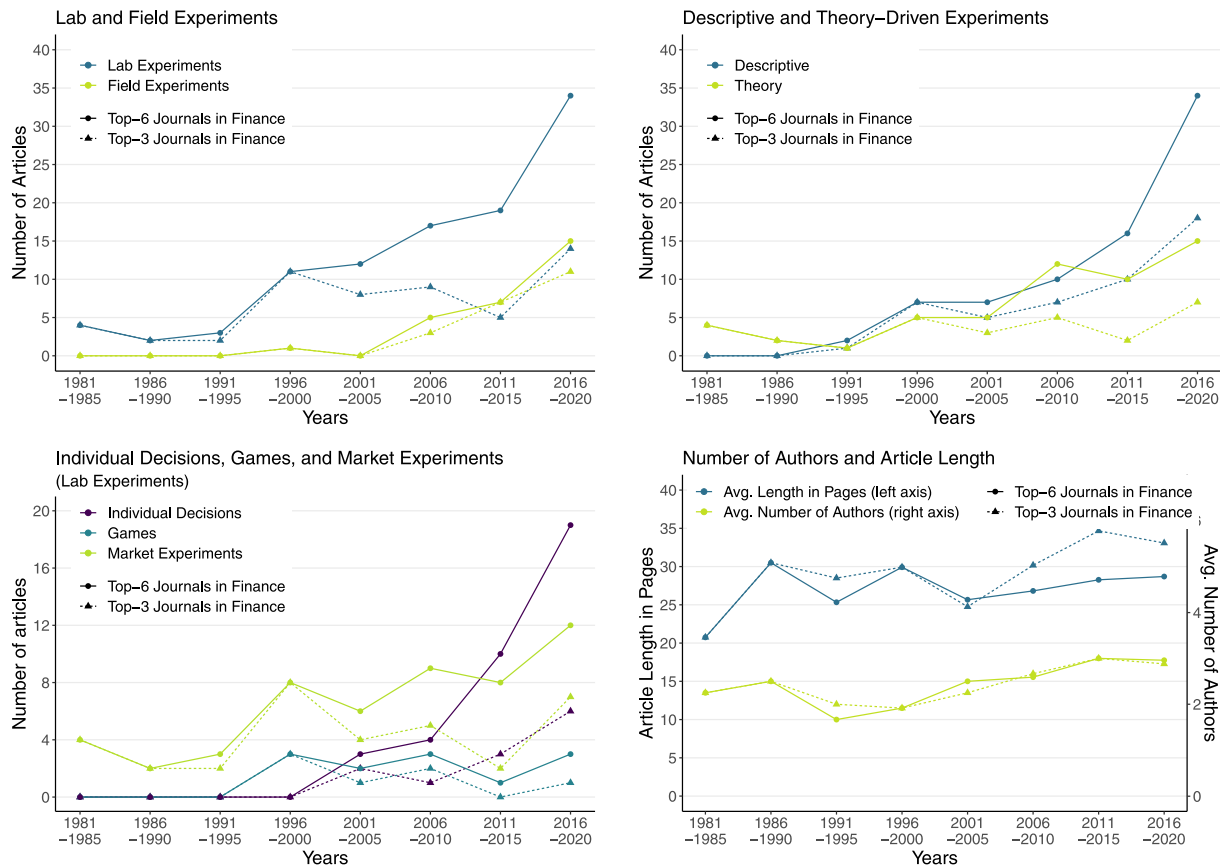 Lab and Field Experiments
40
35
30
25
20
15
10
5
0
Number of Articles
Lab Experiments
Field Experiments
Top−6 Journals in Finance
Top−3 Journals in Finance
1981 1986 1991 1996 2001 2006 2011 2016
−1985 −1990 −1995 −2000 −2005 −2010 −2015 −2020
Years
Descriptive and Theory−Driven Experiments
40
35
30
25
20
15
10
5
0
Number of Articles
Descriptive
Theory
Top−6 Journals in Finance
Top−3 Journals in Finance
1981 1986 1991 1996 2001 2006 2011 2016
−1985 −1990 −1995 −2000 −2005 −2010 −2015 −2020
Years
Individual Decisions, Games, and Market Experiments
(Lab Experiments)
20
16
12
8
4
0
Number of articles
Individual Decisions
Games
Market Experiments
Top−6 Journals in Finance
Top−3 Journals in Finance
1981 1986 1991 1996 2001 2006 2011 2016
−1985 −1990 −1995 −2000 −2005 −2010 −2015 −2020
Years
Number of Authors and Article Length
40
35
30
25
20
15
10
5
0
Article Length in Pages
Avg. Length in Pages (left axis)
Avg. Number of Authors (right axis)
Top−6 Journals in Finance
Top−3 Journals in Finance
4
2
0
Avg. Number
of Authors
1981 1986 1991 1996 2001 2006 2011 2016
−1985 −1990 −1995 −2000 −2005 −2010 −2015 −2020
Years